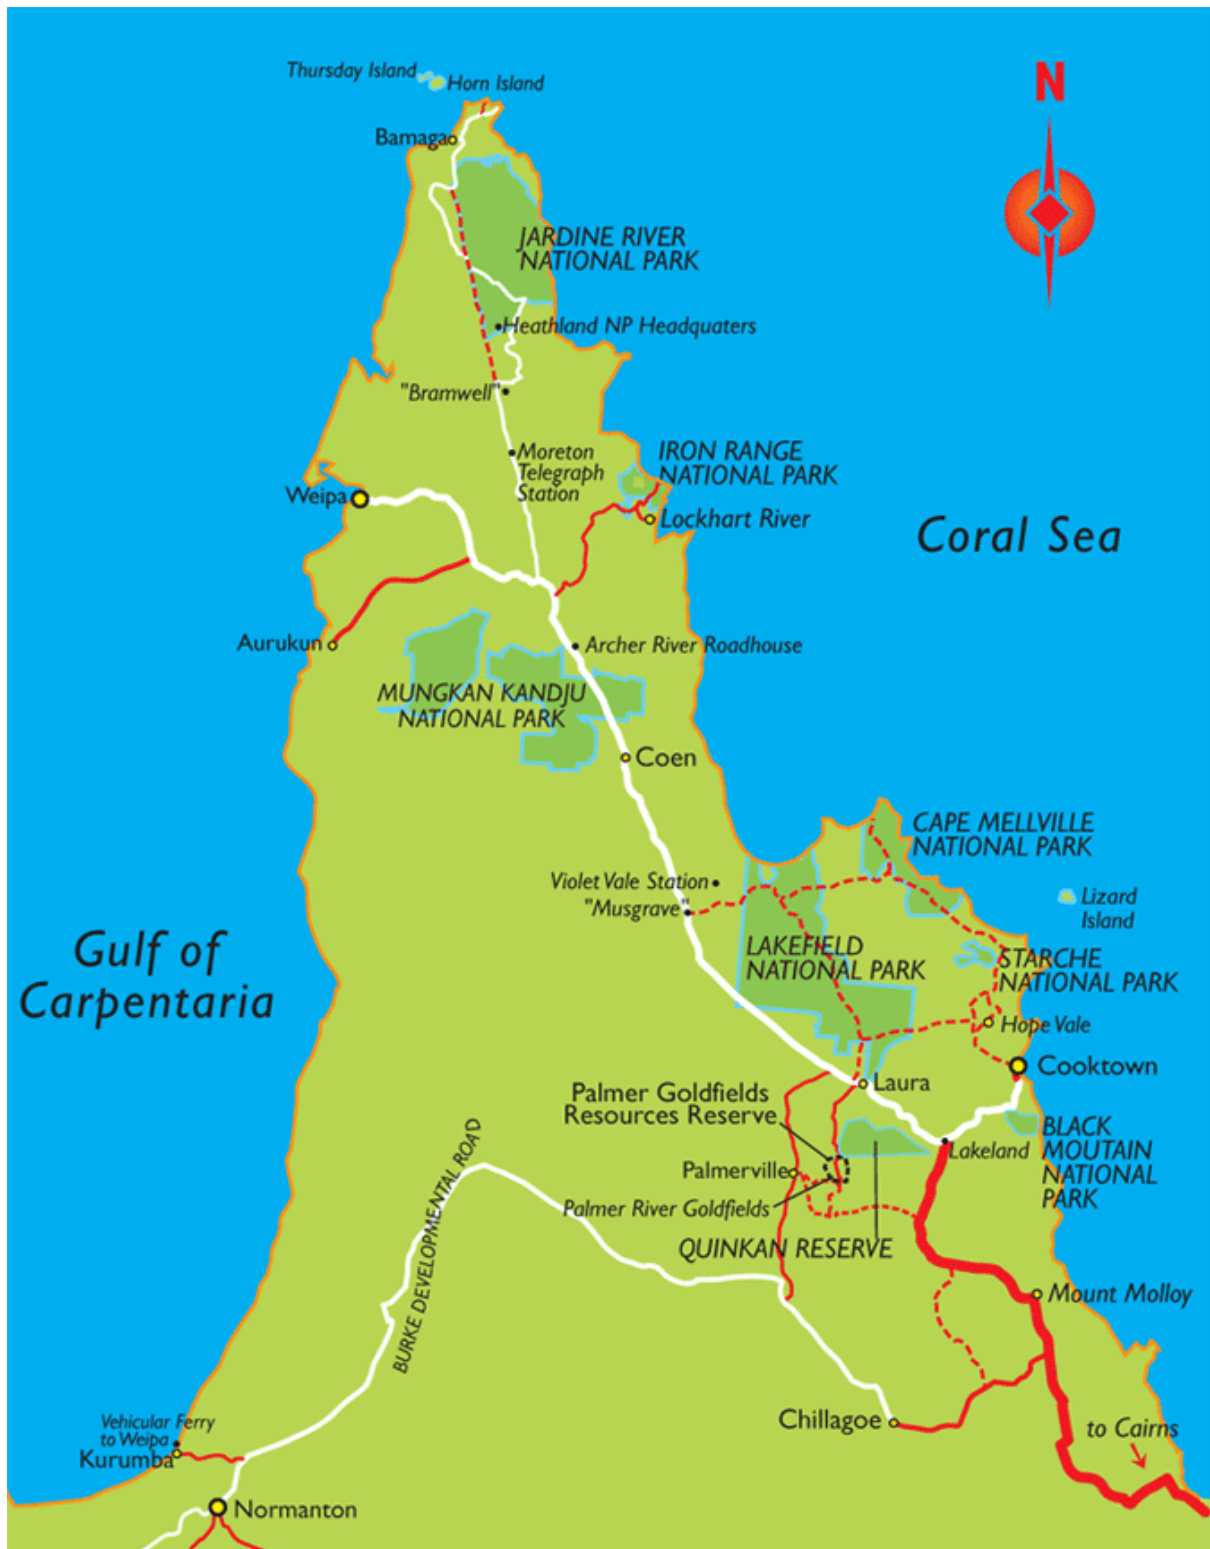 Thursday Island
Horn Island
N
Bamaga
JARDINE RIVER
NATIONAL PARK
Heathland NP Headquaters
"Bramwell"
Moreton
Telegraph
Station
IRON RANGE
NATIONAL PARK
Weipa
Lockhart River
Coral Sea
Aurukun
Archer River Roadhouse
MUNGKAN KANDJU
NATIONAL PARK
Coen
CAPE MELLVILLE
NATIONAL PARK
Violet Vale Station
"Musgrave"
Lizard
Island
Gulf of
Carpentaria
LAKEFIELD
NATIONAL PARK
STARCHE
NATIONAL PARK
Hope Vale
Cooktown
Laura
Palmer Goldfields
Resources Reserve
BLACK
MOUTAIN
NATIONAL
PARK
Lakeland
Palmerville
Palmer River Goldfields
QUINKAN RESERVE
BURKE DEVELOPMENTAL ROAD
Mount Molloy
Chillagoe
to Cairns
Vehicular Ferry
to Weipa
Kurumba
Normanton